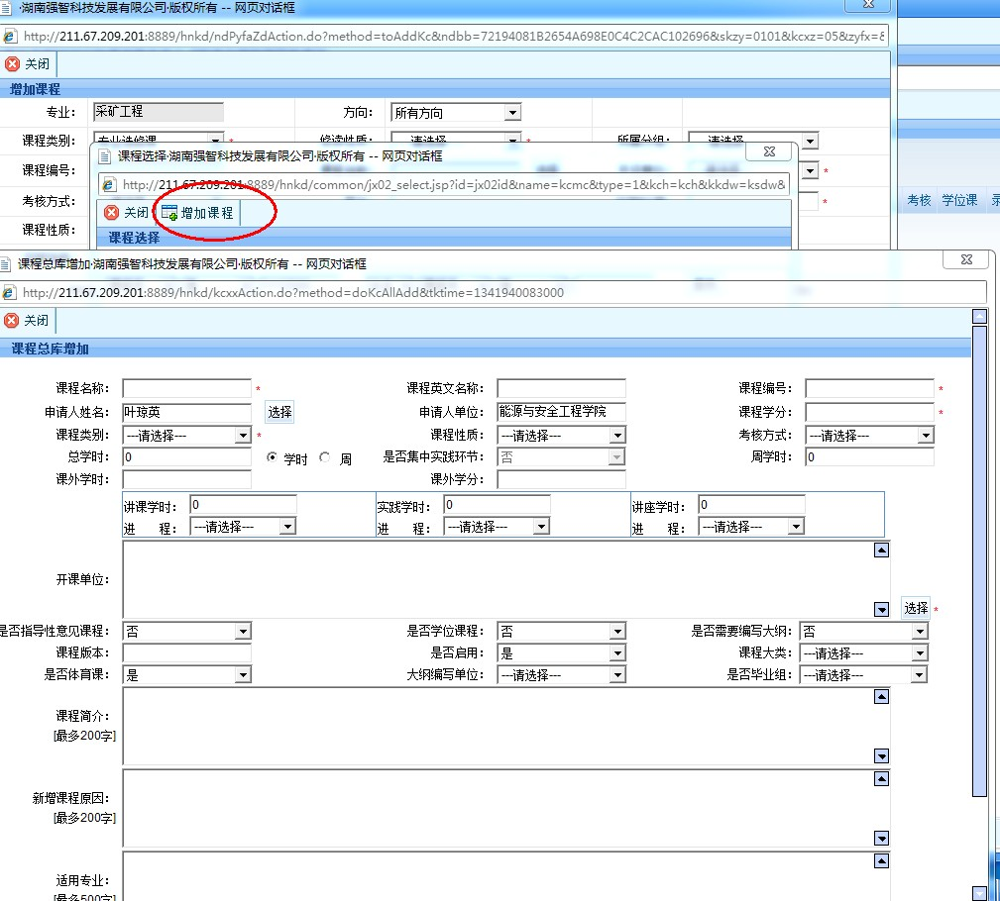 ·湖南强智科技发展有限公司·版权所有 -- 网页对话框
http://211.67.209.201:8889/hnkd/ndPyfaZdAction.do?method=toAddKc&ndbb=72194081B2654A698E0C4C2CAC102696&skzy=0101&kcxz=05&zyfx=&
关闭
增加课程
专业： 采矿工程 方向： 所有方向
课程类别： 专业选修课 * 修读性质： ---请选择--- * 所属分组： ---请选择---
课程编号： *
考核方式： *
课程性质：
考核 学位课
课程选择·湖南强智科技发展有限公司·版权所有 -- 网页对话框
http://211.67.209.201:8889/hnkd/common/jx02_select.jsp?id=jx02id&name=kcmc&type=1&kch=kch&kkdw=ksdw&
关闭 增加课程
课程选择
课程总库增加·湖南强智科技发展有限公司·版权所有 -- 网页对话框
http://211.67.209.201:8889/hnkd/kcxxAction.do?method=doKcAllAdd&tktime=1341940083000
关闭
课程总库增加
课程名称： * 课程英文名称： 课程编号： *
申请人姓名： 叶琼英 选择 申请人单位： 能源与安全工程学院 课程学分： *
课程类别： ---请选择--- * 课程性质： ---请选择--- 考核方式： ---请选择---
总学时： 0 学时 周 是否集中实践环节： 否 周学时： 0
课外学时： 课外学分：
讲课学时： 0 实践学时： 0 讲座学时： 0
进 程： ---请选择--- 进 程： ---请选择--- 进 程： ---请选择---
开课单位： 选择 *
是否指导性意见课程： 否 是否学位课程： 否 是否需要编写大纲： 否
课程版本： 是否启用： 是 课程大类： ---请选择---
是否体育课： 是 大纲编写单位： ---请选择--- 是否毕业组： ---请选择---
课程简介：
[最多200字]
新增课程原因：
[最多200字]
适用专业：
[最多500字]